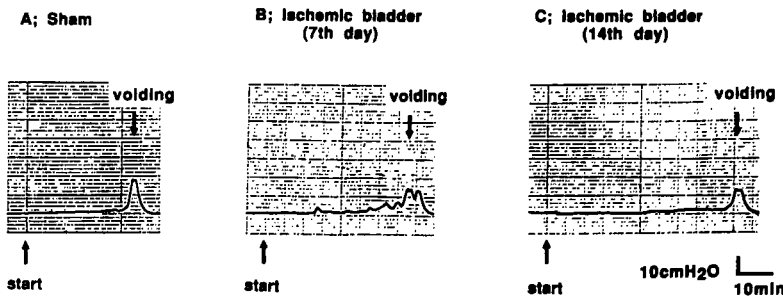 A; Sham
B; Ischemic bladder
(7th day)
C; Ischemic bladder
(14th day)
voiding
voiding
voiding
start
start
start
10cmH2O
10min